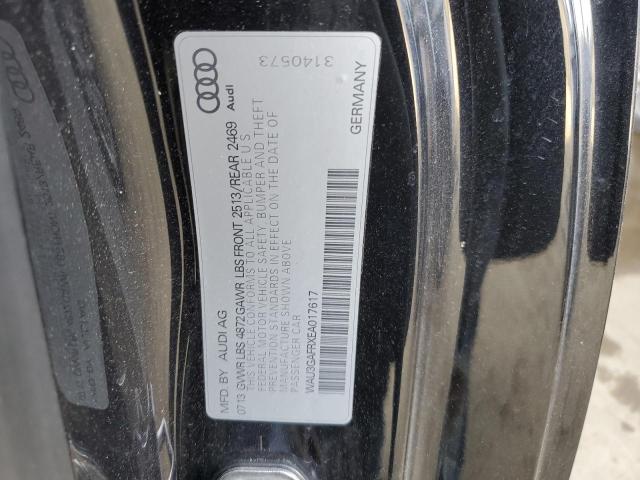 3140573
Audi
MFD. BY AUDI AG
0713 GVWR LBS 4872 GAWR LBS FRONT 2513/REAR 2469
THIS VEHICLE CONFORMS TO ALL APPLICABLE U S
FEDERAL MOTOR VEHICLE SAFETY, BUMPER AND THEFT
PREVENTION STANDARDS IN EFFECT ON THE DATE OF
MANUFACTURE SHOWN ABOVE
PASSENGER CAR
WAU3GAFRXEA017617
GERMANY